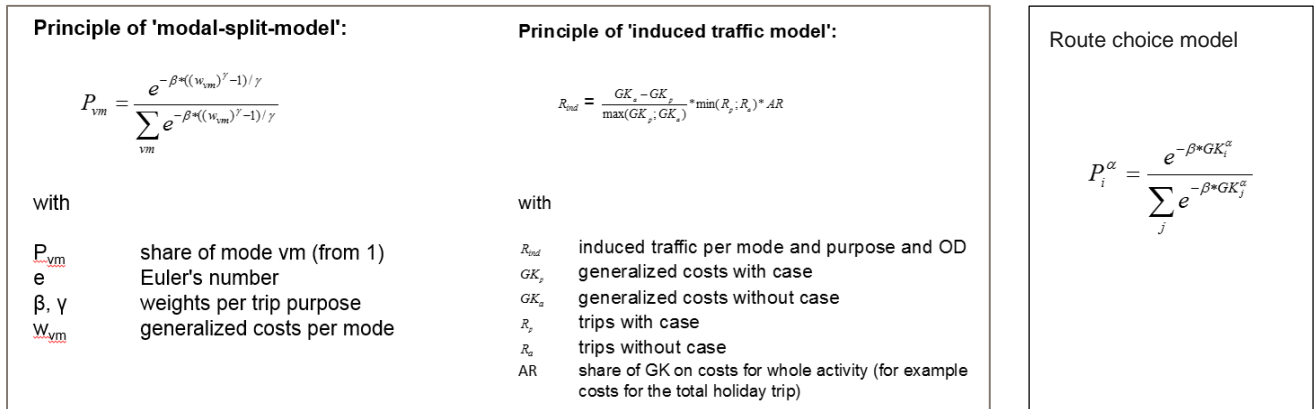 Principle of 'modal-split-model':
P_vm = e^(-β*((w_vm)^γ-1)/γ) / ∑_vm e^(-β*((w_vm)^γ-1)/γ)
with
P_vm share of mode vm (from 1)
e Euler's number
β, γ weights per trip purpose
w_vm generalized costs per mode
Principle of 'induced traffic model':
R_ind = (GK_a - GK_p) / max(GK_p; GK_a) * min(R_p; R_a) * AR
with
R_ind induced traffic per mode and purpose and OD
GK_p generalized costs with case
GK_a generalized costs without case
R_p trips with case
R_a trips without case
AR share of GK on costs for whole activity (for example
costs for the total holiday trip)
Route choice model
P_i^α = e^(-β*GK_i^α) / ∑_j e^(-β*GK_j^α)